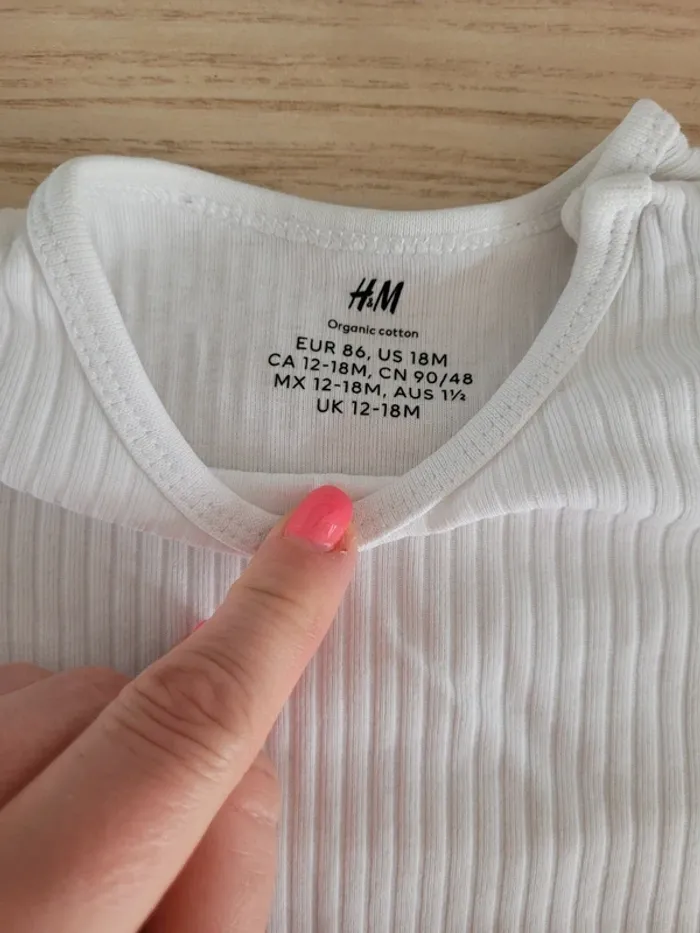 H&M
Organic cotton
EUR 86, US 18M
CA 12-18M, CN 90/48
MX 12-18M, AUS 1½
UK 12-18M